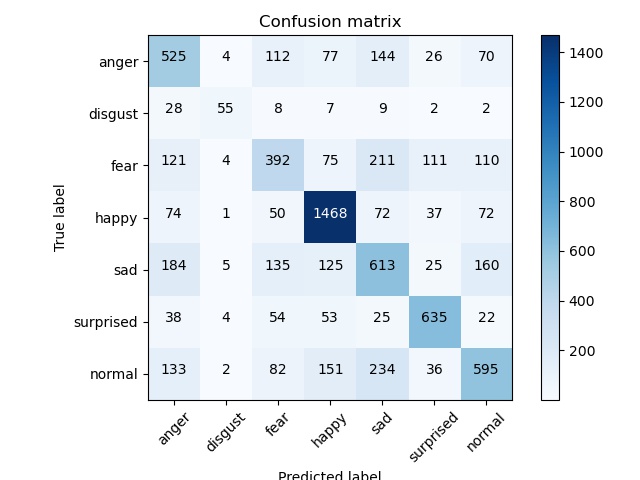 Confusion matrix
anger 525 4 112 77 144 26 70
disgust 28 55 8 7 9 2 2
fear 121 4 392 75 211 111 110
happy 74 1 50 1468 72 37 72
sad 184 5 135 125 613 25 160
surprised 38 4 54 53 25 635 22
normal 133 2 82 151 234 36 595
anger disgust fear happy sad surprised normal
True label
Predicted label
1400
1200
1000
800
600
400
200